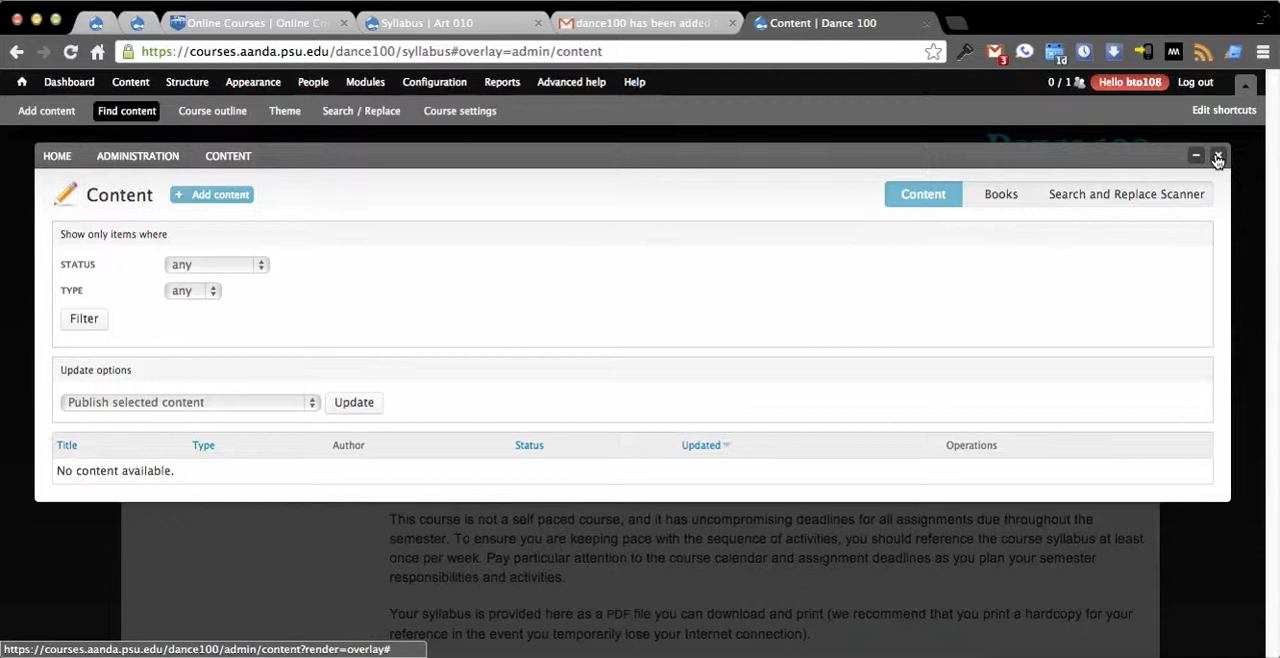 Online Courses | Online Co
Syllabus | Art 010
dance100 has been added
Content | Dance 100
https://courses.aanda.psu.edu/dance100/syllabus#overlay=admin/content
3
1d
Dashboard Content Structure Appearance People Modules Configuration Reports Advanced help Help 0 / 1 Hello bto108 Log out
Add content Find content Course outline Theme Search / Replace Course settings Edit shortcuts
HOME ADMINISTRATION CONTENT
Content + Add content Content Books Search and Replace Scanner
Show only items where
STATUS any
TYPE any
Filter
Update options
Publish selected content Update
Title Type Author Status Updated Operations
No content available.
This course is not a self paced course, and it has uncompromising deadlines for all assignments due throughout the
semester. To ensure you are keeping pace with the sequence of activities, you should reference the course syllabus at least
once per week. Pay particular attention to the course calendar and assignment deadlines as you plan your semester
responsibilities and activities.
Your syllabus is provided here as a PDF file you can download and print (we recommend that you print a hardcopy for your
reference in the event you temporarily lose your Internet connection).
https://courses.aanda.psu.edu/dance100/admin/content?render=overlay#